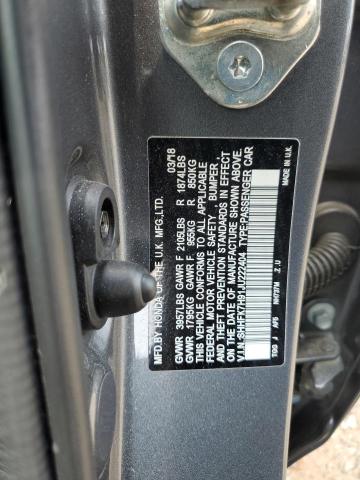 MFD.BY HONDA OF THE U.K. MFG.,LTD. 03/18
GVWR 3957LBS GAWR F 2105LBS R 1874LBS
GVWR 1795KG GAWR F 955KG R 850KG
THIS VEHICLE CONFORMS TO ALL APPLICABLE
FEDERAL MOTOR VEHICLE SAFETY, BUMPER,
AND THEFT PREVENTION STANDARDS IN EFFECT
ON THE DATE OF MANUFACTURE SHOWN ABOVE.
V.I.N. TYPE:PASSENGER CAR
MADE IN U.K.